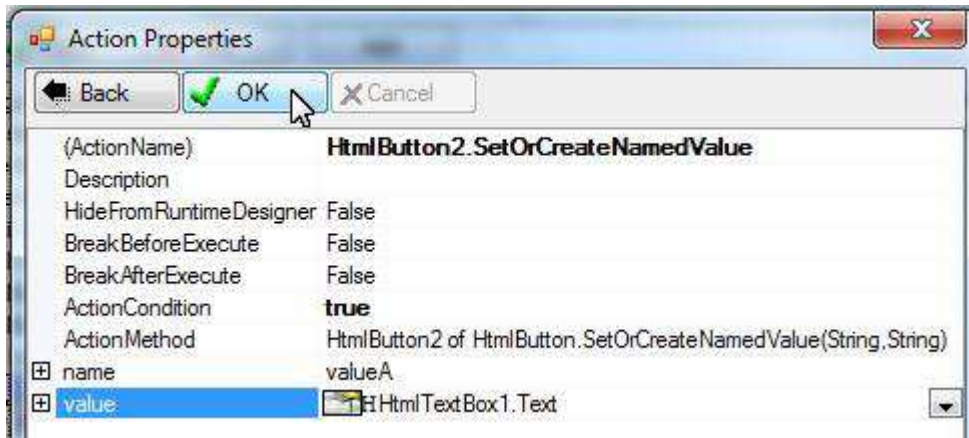 Action Properties
X
Back OK Cancel
(ActionName) HtmlButton2.SetOrCreateNamedValue
Description
HideFromRuntimeDesigner False
BreakBeforeExecute False
BreakAfterExecute False
ActionCondition true
ActionMethod HtmlButton2 of HtmlButton.SetOrCreateNamedValue(String,String)
name valueA
value HHtmlTextBox1.Text